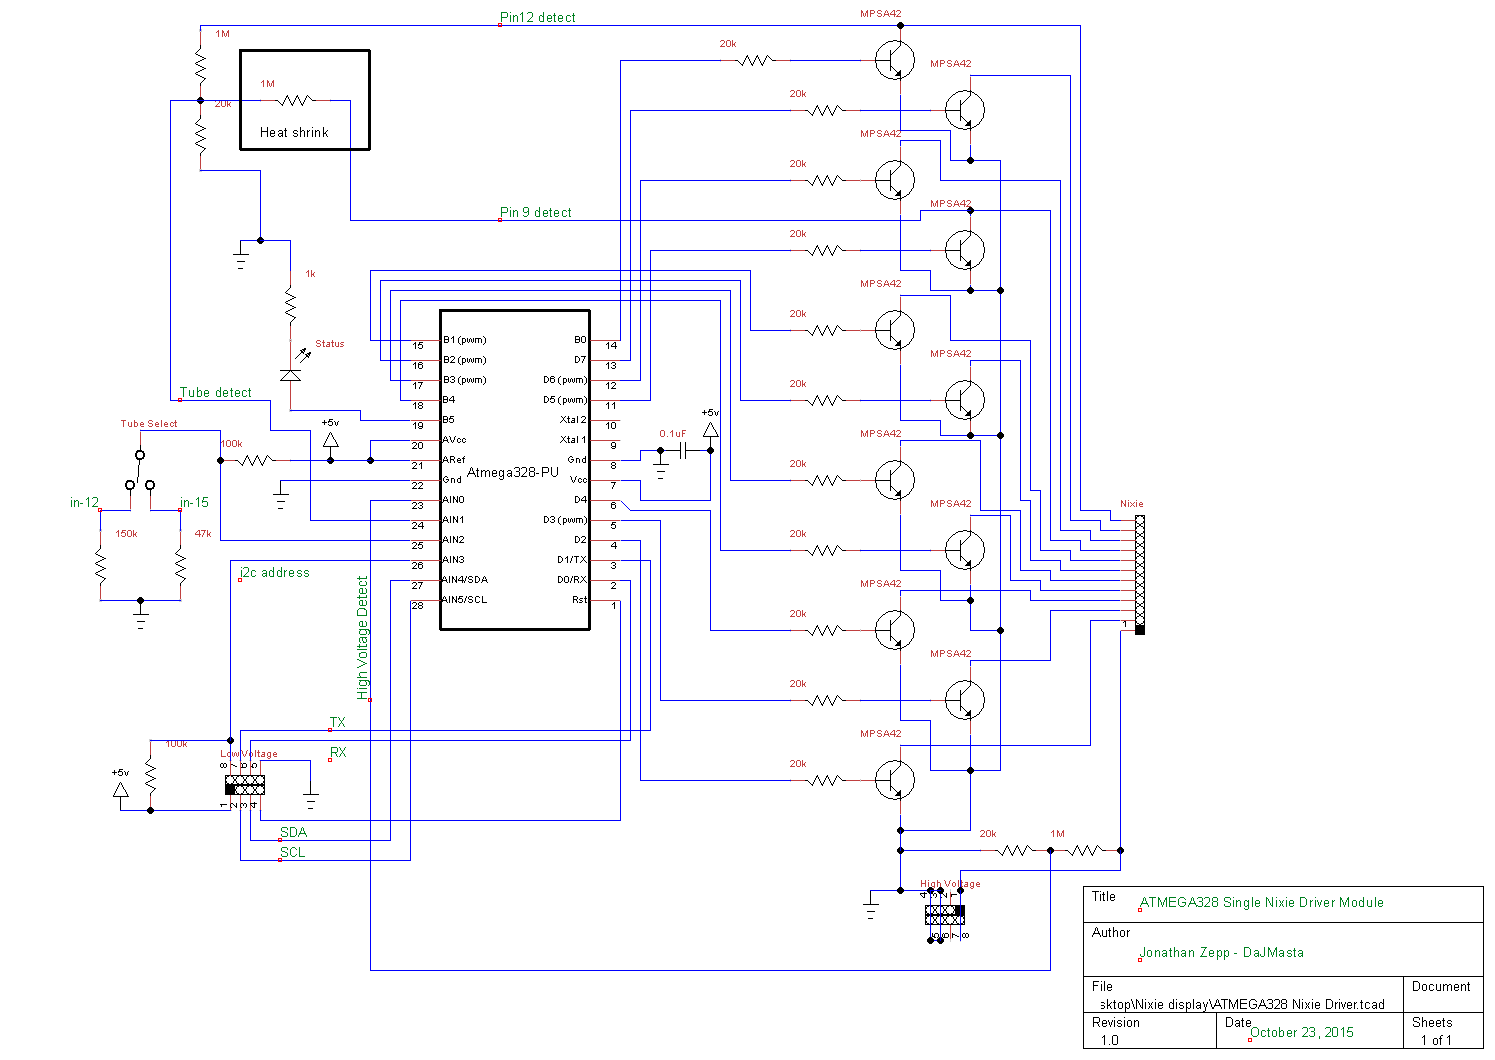 Pin12 detect
MPSA42
1M
20k
MPSA42
1M
20k
20k
Heat shrink
MPSA42
20k
MPSA42
Pin 9 detect
20k
1k
MPSA42
20k
Status
MPSA42
B1(pwm)
15
B0
14
B2(pwm)
16
D7
13
B3(pwm)
17
D6(pwm)
12
Tube detect
20k
B4
18
D5(pwm)
11
Tube Select
+5v
+5v
B5
19
Xtal2
10
MPSA42
100k
0.1uF
AVcc
20
Xtal1
9
ARef
21
Gnd
8
20k
Atmega328-PU
Gnd
22
Vcc
7
in-12
in-15
AIN0
23
D4
6
MPSA42
Nixie
150k
47k
AIN1
24
D3(pwm)
5
AIN2
25
D2
4
20k
AIN3
26
D1/TX
3
i2c address
AIN4/SDA
27
D0/RX
2
MPSA42
AIN5/SCL
28
Rst
1
High Voltage Detect
20k
1
MPSA42
20k
TX
MPSA42
100k
Low Voltage
RX
8
7
6
5
+5v
20k
1
2
3
4
SDA
20k
1M
SCL
High Voltage
4
3
2
1
5
6
7
8
Title
ATMEGA328 Single Nixie Driver Module
Author
Jonathan Zepp - DaJMasta
File
sktop\Nixie display\ATMEGA328 Nixie Driver.tcad
Document
Revision
1.0
Date
October 23, 2015
Sheets
1 of 1